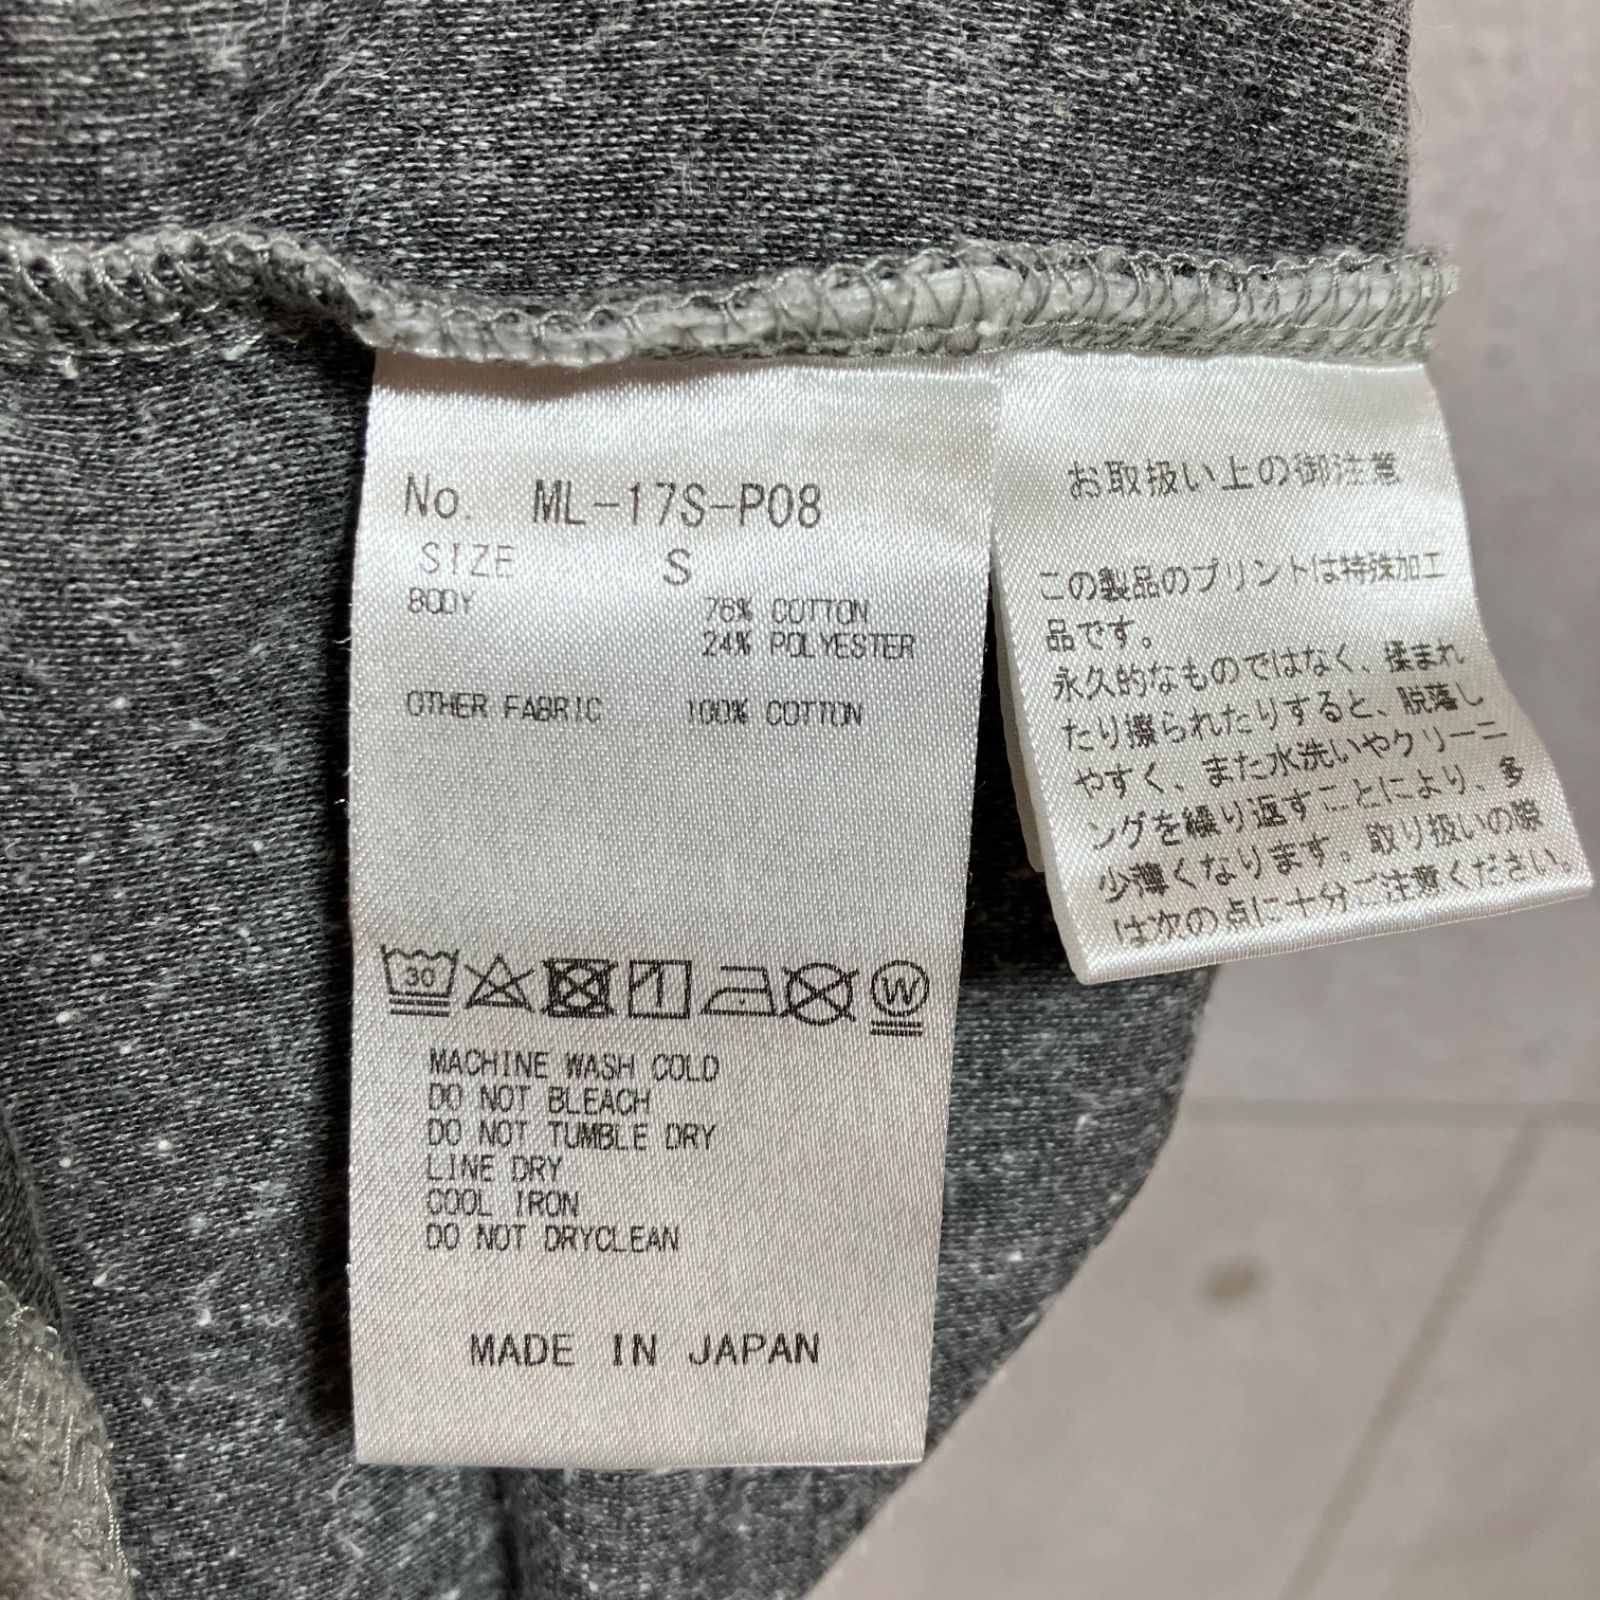 No. ML-17S-P08
SIZE S
BODY 76% COTTON
24% POLYESTER
OTHER FABRIC 100% COTTON
30
W
MACHINE WASH COLD
DO NOT BLEACH
DO NOT TUMBLE DRY
LINE DRY
COOL IRON
DO NOT DRYCLEAN
MADE IN JAPAN
お取扱い上の御注意
この製品のプリントは特殊加工
品です。
永久的なものではなく、揉まれ
たり擦られたりすると、脱落し
やすく、また水洗いやクリーニ
ングを繰り返すことにより、多
少薄くなります。取り扱いの際
は次の点に十分ご注意ください。